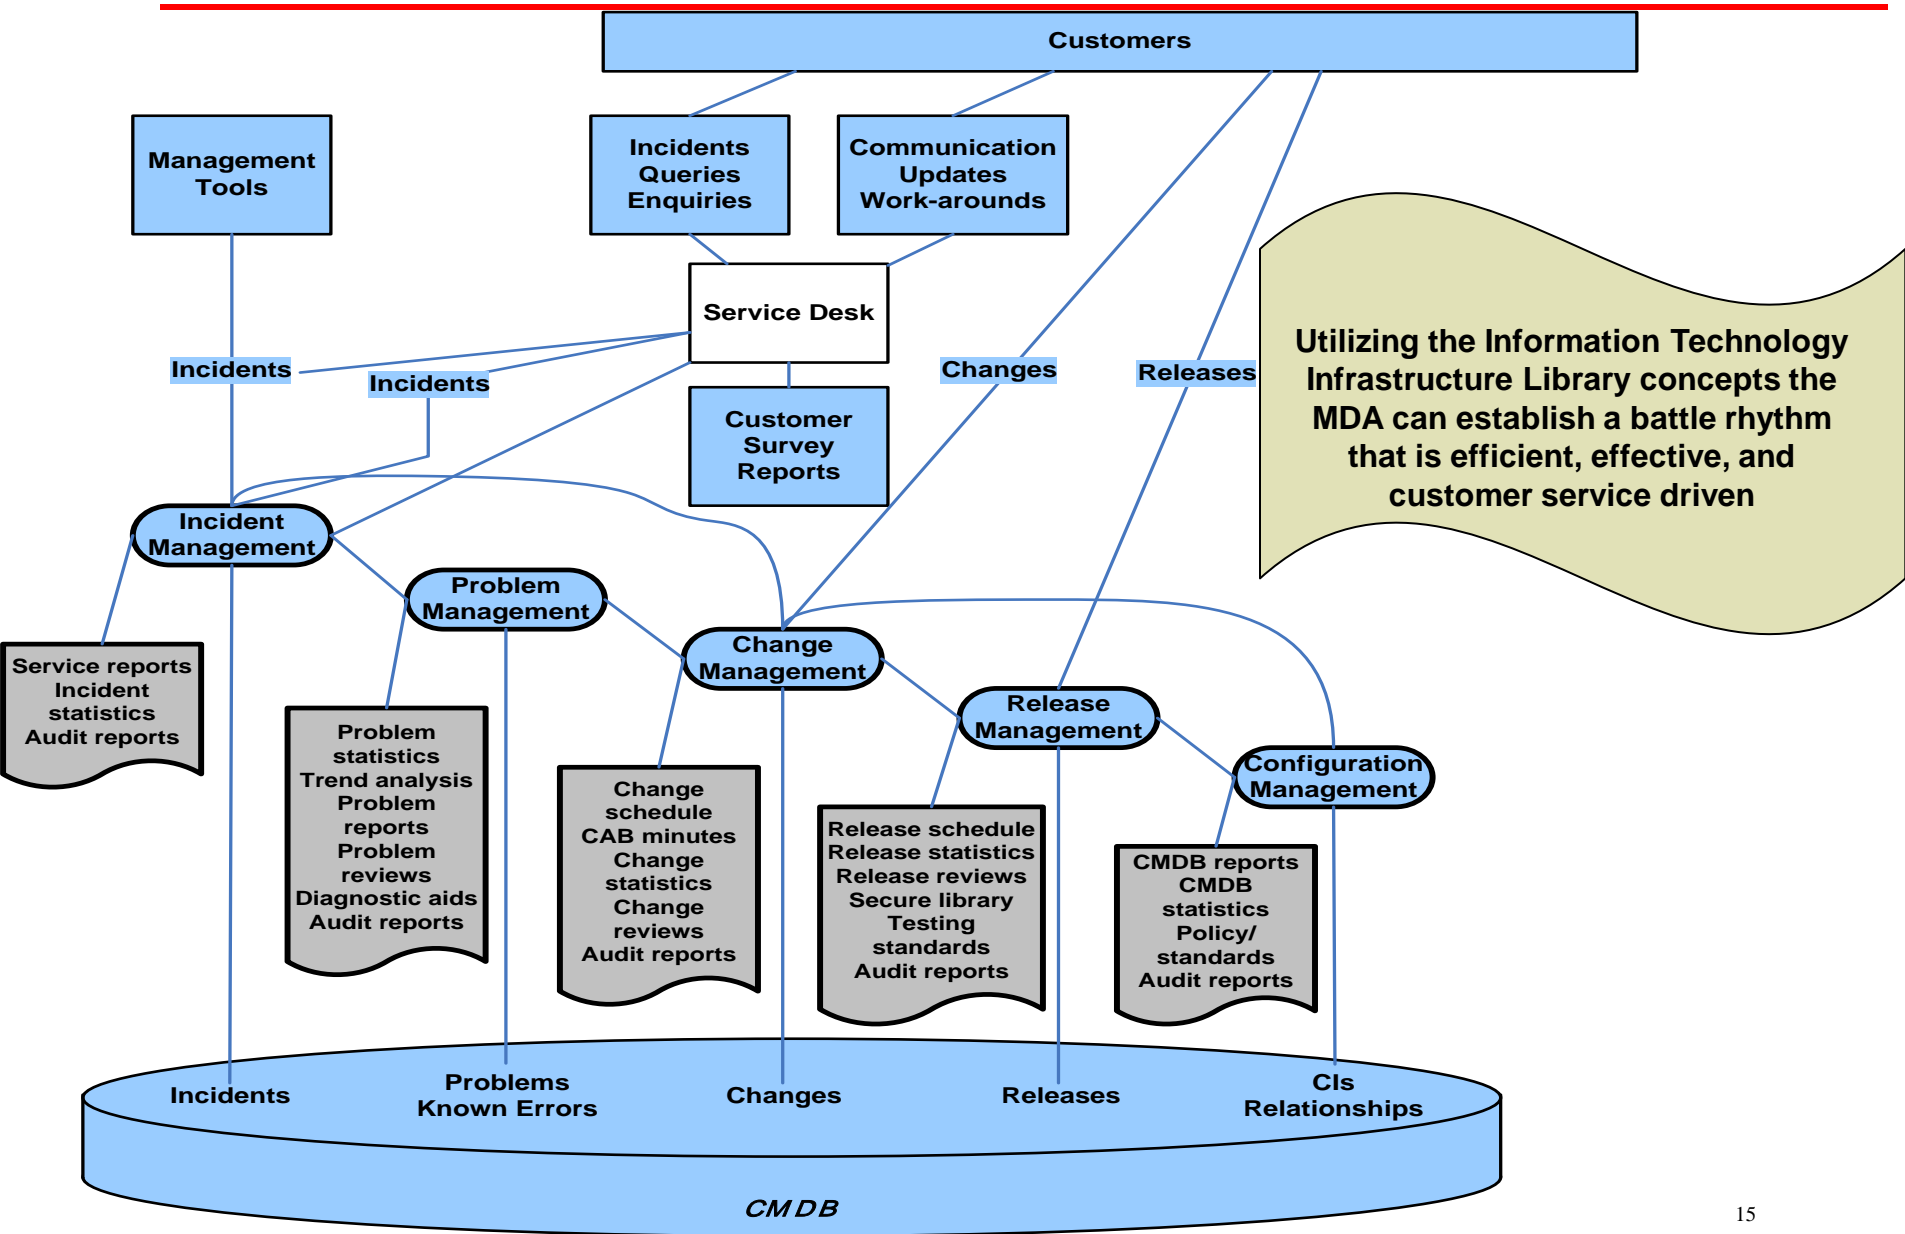 Customers
Management
Tools
Incidents
Queries
Enquiries
Communication
Updates
Work-arounds
Service Desk
Incidents
Incidents
Changes
Releases
Customer
Survey
Reports
Utilizing the Information Technology
Infrastructure Library concepts the
MDA can establish a battle rhythm
that is efficient, effective, and
customer service driven
Incident
Management
Problem
Management
Change
Management
Release
Management
Configuration
Management
Service reports
Incident
statistics
Audit reports
Problem
statistics
Trend analysis
Problem
reports
Problem
reviews
Diagnostic aids
Audit reports
Change
schedule
CAB minutes
Change
statistics
Change
reviews
Audit reports
Release schedule
Release statistics
Release reviews
Secure library
Testing
standards
Audit reports
CMDB reports
CMDB
statistics
Policy/
standards
Audit reports
Incidents
Problems
Known Errors
Changes
Releases
CIs
Relationships
CMDB
15